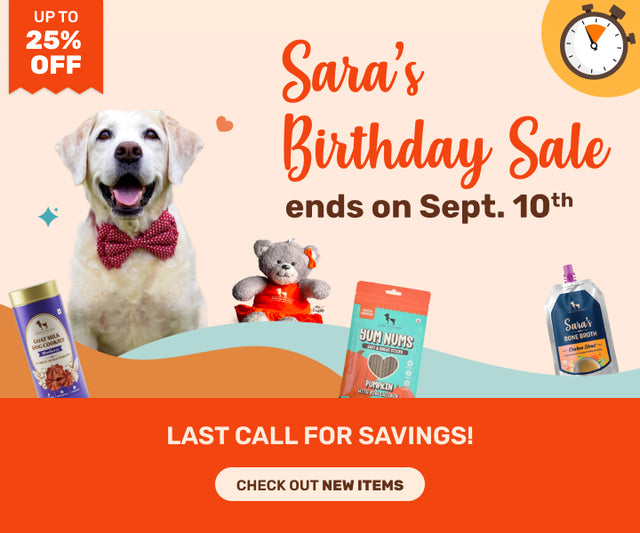 UP TO
25%
OFF
Sara's
Birthday Sale
ends on Sept. 10th
GOAT MILK
DOG COOKIES
YUM NUMS
PUMPKIN
Sara's
BONE BROTH
LAST CALL FOR SAVINGS!
CHECK OUT NEW ITEMS